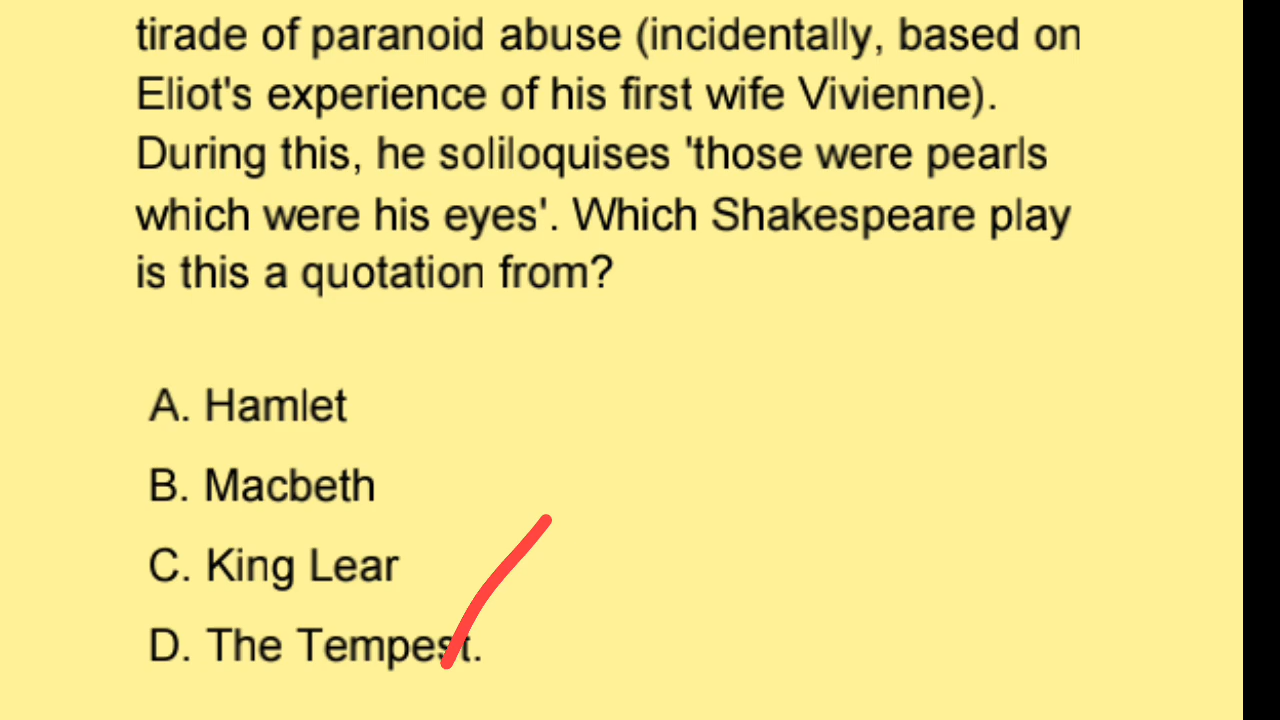 tirade of paranoid abuse (incidentally, based on
Eliot's experience of his first wife Vivienne).
During this, he soliloquises 'those were pearls
which were his eyes'. Which Shakespeare play
is this a quotation from?
A. Hamlet
B. Macbeth
C. King Lear
D. The Tempest.